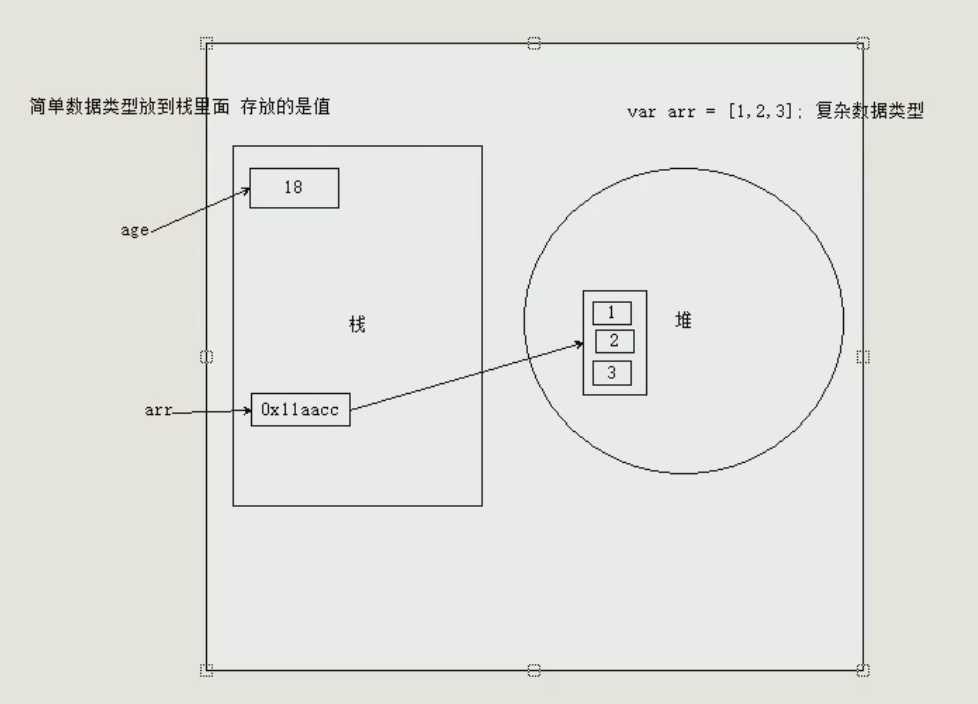 简单数据类型放到栈里面 存放的是值
var arr = [1,2,3]; 复杂数据类型
18
age
栈
1
堆
2
3
arr
0x11aacc